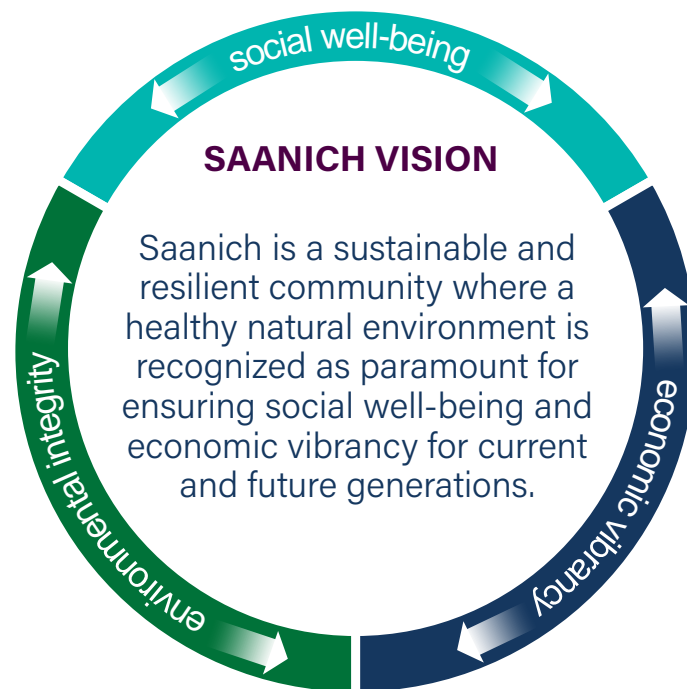 social well-being
SAANICH VISION
Saanich is a sustainable and
resilient community where a
healthy natural environment is
recognized as paramount for
ensuring social well-being and
economic vibrancy for current
and future generations.
environmental integrity
economic vibrancy